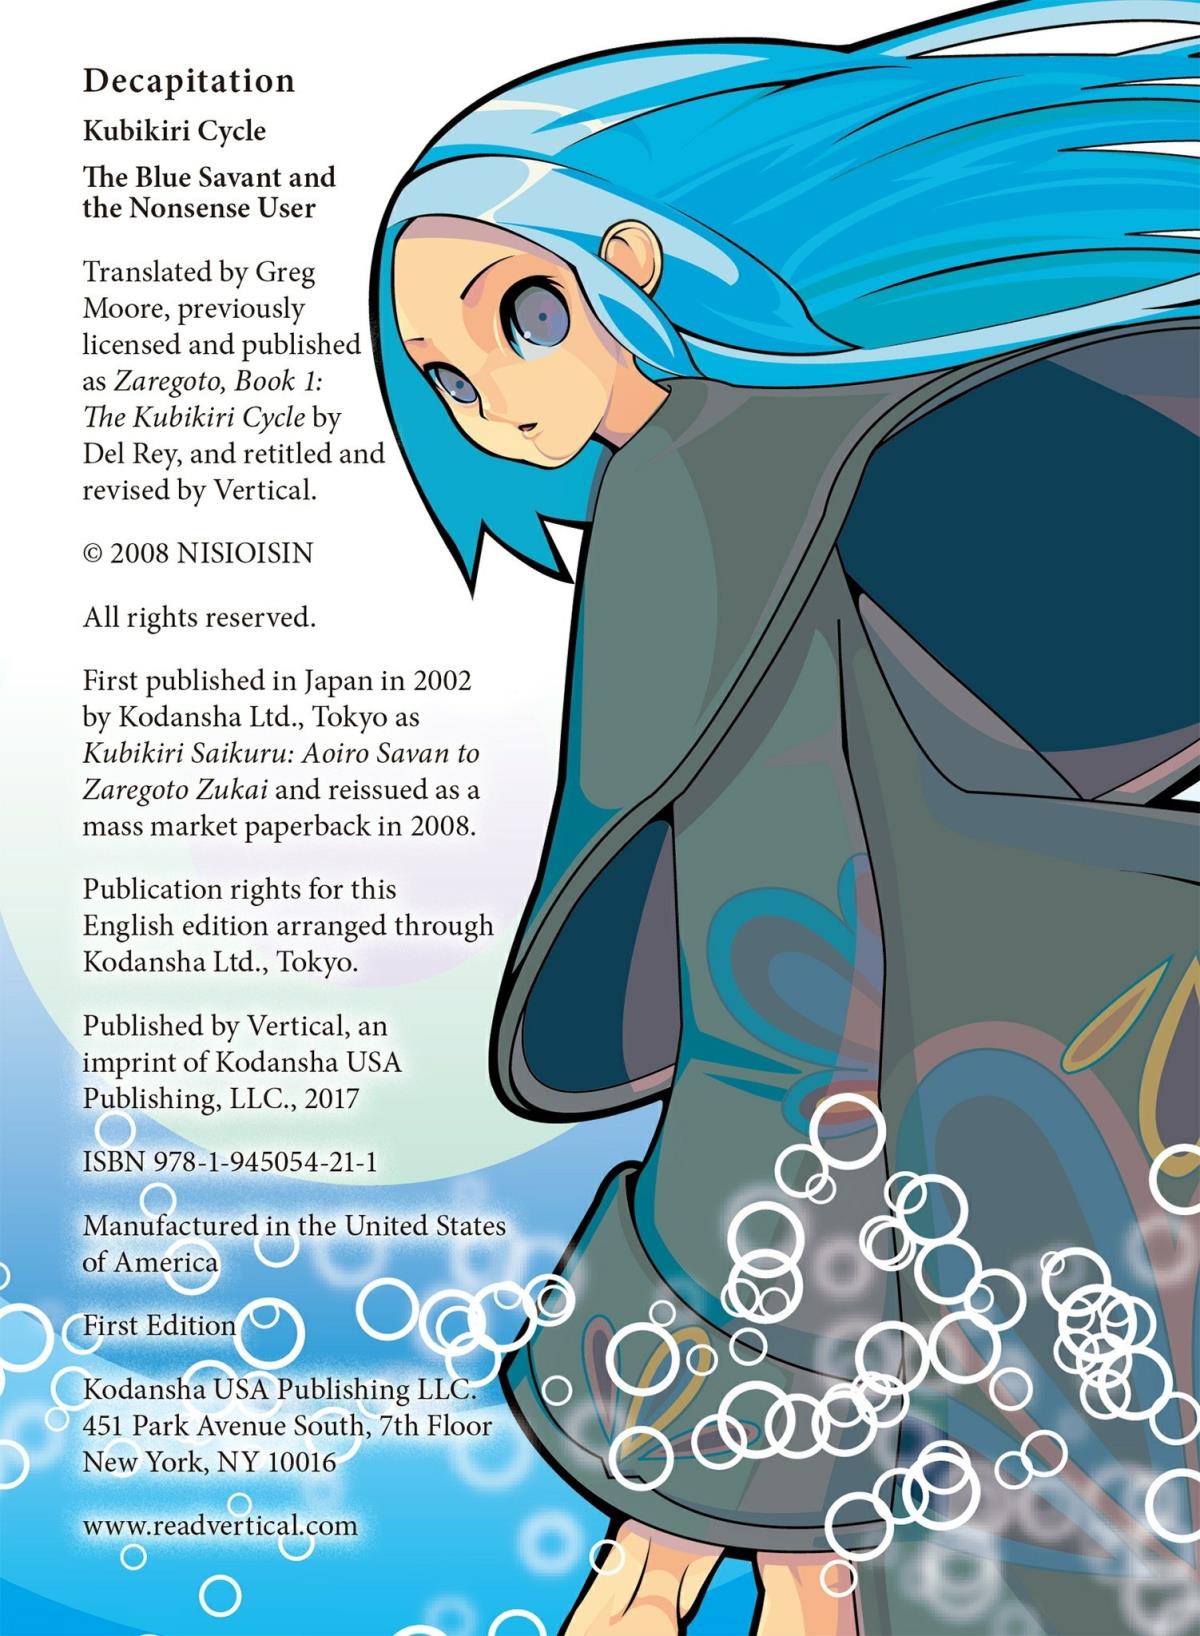 Decapitation
Kubikiri Cycle
The Blue Savant and
the Nonsense User
Translated by Greg
Moore, previously
licensed and published
as Zaregoto, Book 1:
The Kubikiri Cycle by
Del Rey, and retitled and
revised by Vertical.
© 2008 NISIOISIN
All rights reserved.
First published in Japan in 2002
by Kodansha Ltd., Tokyo as
Kubikiri Saikuru: Aoiro Savan to
Zaregoto Zukai and reissued as a
mass market paperback in 2008.
Publication rights for this
English edition arranged through
Kodansha Ltd., Tokyo.
Published by Vertical, an
imprint of Kodansha USA
Publishing, LLC., 2017
ISBN 978-1-945054-21-1
Manufactured in the United States
of America
First Edition
Kodansha USA Publishing LLC.
451 Park Avenue South, 7th Floor
New York, NY 10016
www.readvertical.com